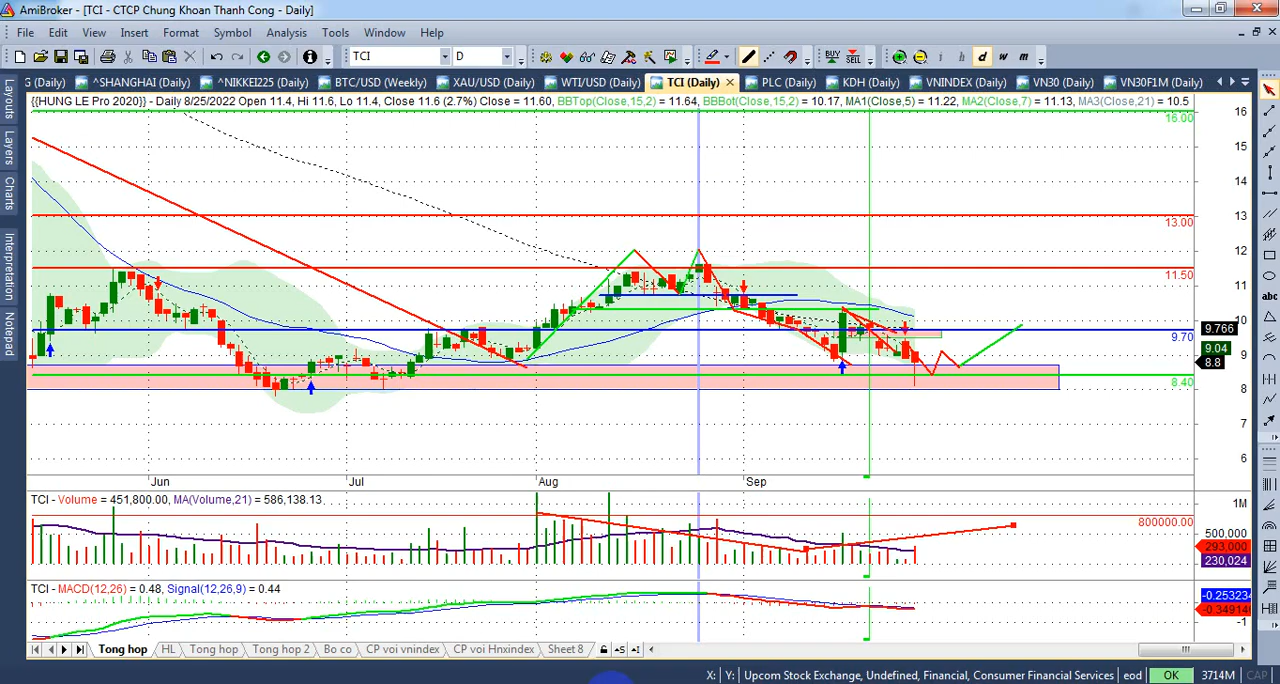 AmiBroker - [TCI - CTCP Chung Khoan Thanh Cong - Daily]
File Edit View Insert Format Symbol Analysis Tools Window Help
TCI D BUY SELL i h d w m
G (Daily) ^SHANGHAI (Daily) ^NIKKEI225 (Daily) BTC/USD (Weekly) XAU/USD (Daily) WTI/USD (Daily) TCI (Daily) PLC (Daily) KDH (Daily) VNINDEX (Daily) VN30 (Daily) VN30F1M (Daily)
{{HUNG LE Pro 2020}} - Daily 8/25/2022 Open 11.4, Hi 11.6, Lo 11.4, Close 11.6 (2.7%) Close = 11.60, BBTop(Close,15,2) = 11.64, BBBot(Close,15,2) = 10.17, MA1(Close,5) = 11.22, MA2(Close,7) = 11.13, MA3(Close,21) = 10.5
Layouts
Layers
Charts
Interpretation
Notepad
16
16.00
15
14
13
13.00
12
11.50
11
10
9.766
9.70
9.04
9
8.8
8.40
8
7
6
Jun Jul Aug Sep
TCI - Volume = 451,800.00, MA(Volume,21) = 586,138.13
1M
800000.00
500,000
293,000
230,024
TCI - MACD(12,26) = 0.48, Signal(12,26,9) = 0.44
-0.253234
-0.349146
-1
abc
Tong hop HL Tong hop Tong hop 2 Bo co CP voi vnindex CP voi Hnxindex Sheet 8
X: Y: Upcom Stock Exchange, Undefined, Financial, Consumer Financial Services eod OK 3714M CAP